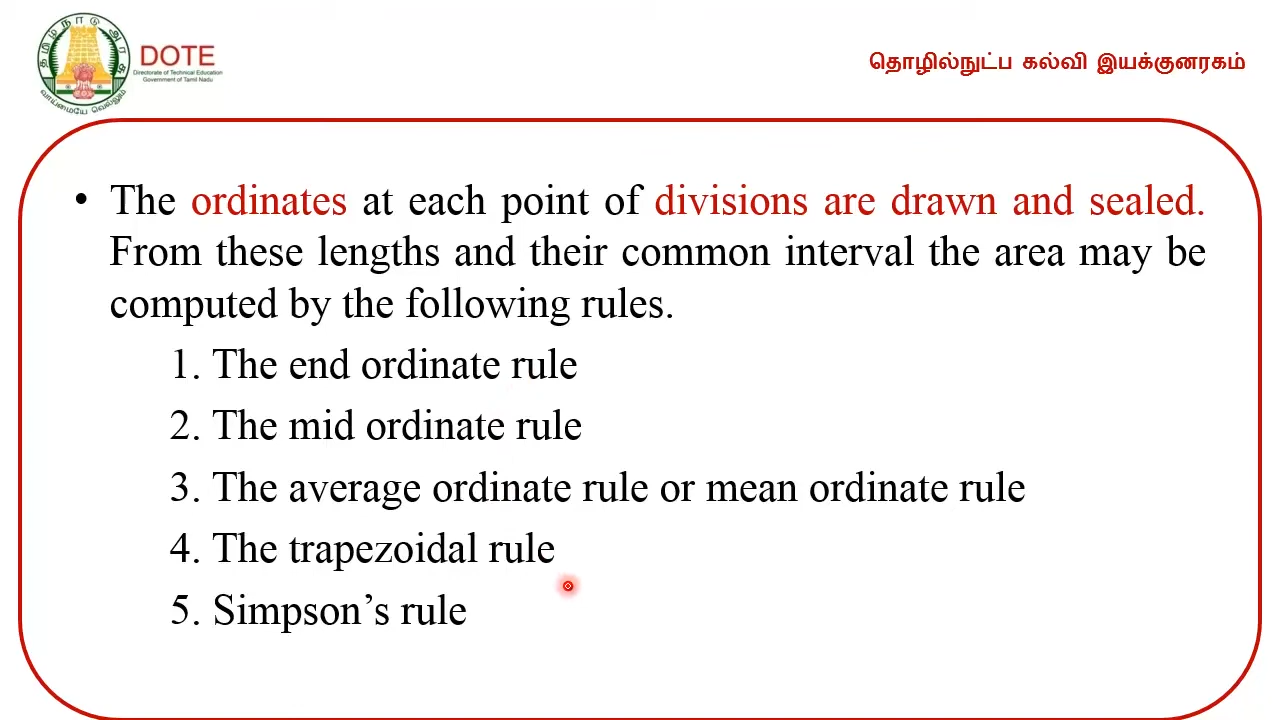 தமிழ்நாடு அரசு
வாய்மையே வெல்லும்
DOTE
Directorate of Technical Education
Government of Tamil Nadu
தொழில்நுட்ப கல்வி இயக்குனரகம்
• The ordinates at each point of divisions are drawn and sealed.
From these lengths and their common interval the area may be
computed by the following rules.
1. The end ordinate rule
2. The mid ordinate rule
3. The average ordinate rule or mean ordinate rule
4. The trapezoidal rule
5. Simpson’s rule